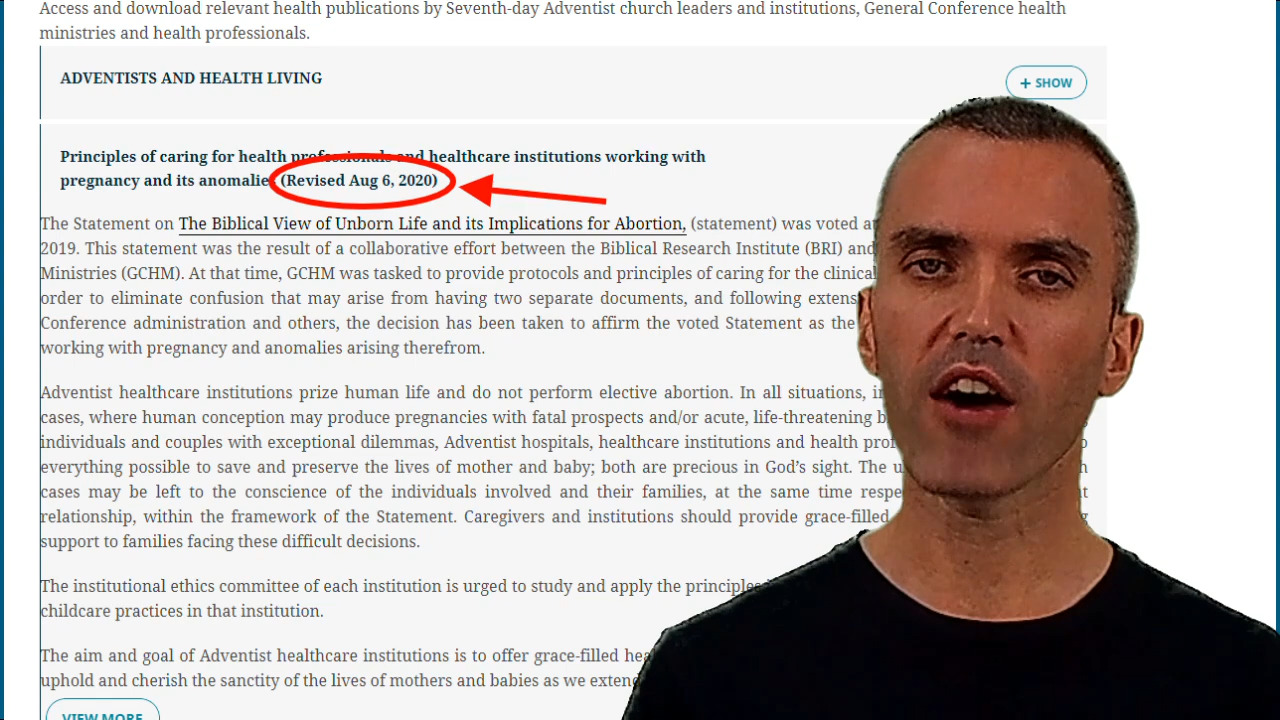 Access and download relevant health publications by Seventh-day Adventist church leaders and institutions, General Conference health
ministries and health professionals.
ADVENTISTS AND HEALTH LIVING
+ SHOW
Principles of caring for health professionals and healthcare institutions working with
pregnancy and its anomalies (Revised Aug 6, 2020)
The Statement on The Biblical View of Unborn Life and its Implications for Abortion, (statement) was voted
2019. This statement was the result of a collaborative effort between the Biblical Research Institute (BRI) and
Ministries (GCHM). At that time, GCHM was tasked to provide protocols and principles of caring for the clinical
order to eliminate confusion that may arise from having two separate documents, and following
Conference administration and others, the decision has been taken to affirm the voted Statement as the
working with pregnancy and anomalies arising therefrom.
Adventist healthcare institutions prize human life and do not perform elective abortion. In all situations,
cases, where human conception may produce pregnancies with fatal prospects and/or acute, life-threatening
individuals and couples with exceptional dilemmas, Adventist hospitals, healthcare institutions and health
everything possible to save and preserve the lives of mother and baby; both are precious in God's sight. The
cases may be left to the conscience of the individuals involved and their families, at the same time
relationship, within the framework of the Statement. Caregivers and institutions should provide grace-filled
support to families facing these difficult decisions.
The institutional ethics committee of each institution is urged to study and apply the principles
childcare practices in that institution.
The aim and goal of Adventist healthcare institutions is to offer grace-filled
uphold and cherish the sanctity of the lives of mothers and babies as we
VIEW MORE